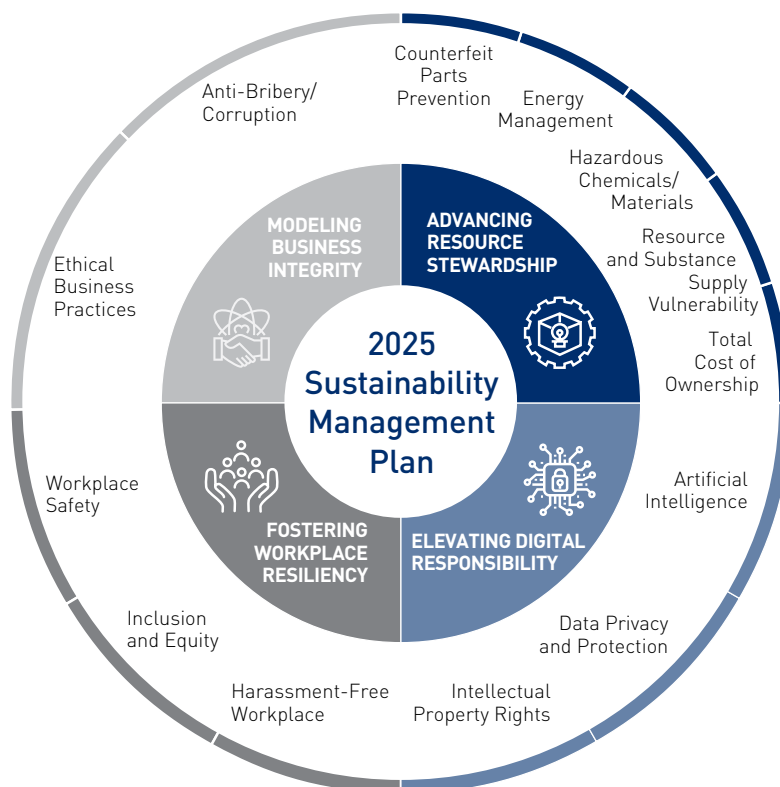 2025
Sustainability
Management
Plan
MODELING
BUSINESS
INTEGRITY
Anti-Bribery/
Corruption
Ethical
Business
Practices
ADVANCING
RESOURCE
STEWARDSHIP
Counterfeit
Parts
Prevention
Energy
Management
Hazardous
Chemicals/
Materials
Resource
and Substance
Supply
Vulnerability
Total
Cost of
Ownership
ELEVATING DIGITAL
RESPONSIBILITY
Artificial
Intelligence
Data Privacy
and Protection
Intellectual
Property Rights
FOSTERING
WORKPLACE
RESILIENCY
Workplace
Safety
Inclusion
and Equity
Harassment-Free
Workplace